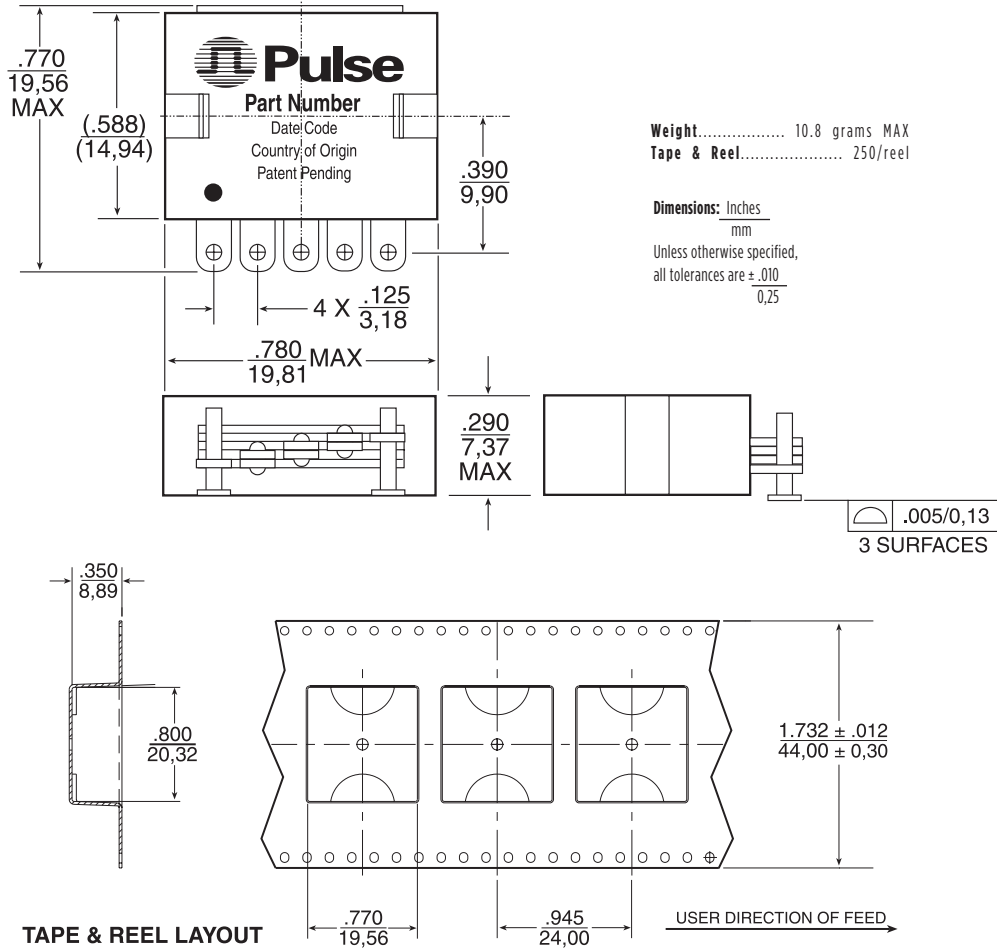 .770
19,56
MAX
(.588)
(14,94)
Pulse
Part Number
Date Code
Country of Origin
Patent Pending
.390
9,90
4 X .125
3,18
.780 MAX
19,81
Weight................. 10.8 grams MAX
Tape & Reel..................... 250/reel
Dimensions: Inches
mm
Unless otherwise specified,
all tolerances are ± .010
0,25
.290
7,37
MAX
.005/0,13
3 SURFACES
.350
8,89
.800
20,32
1.732 ± .012
44,00 ± 0,30
.770
19,56
.945
24,00
USER DIRECTION OF FEED
TAPE & REEL LAYOUT